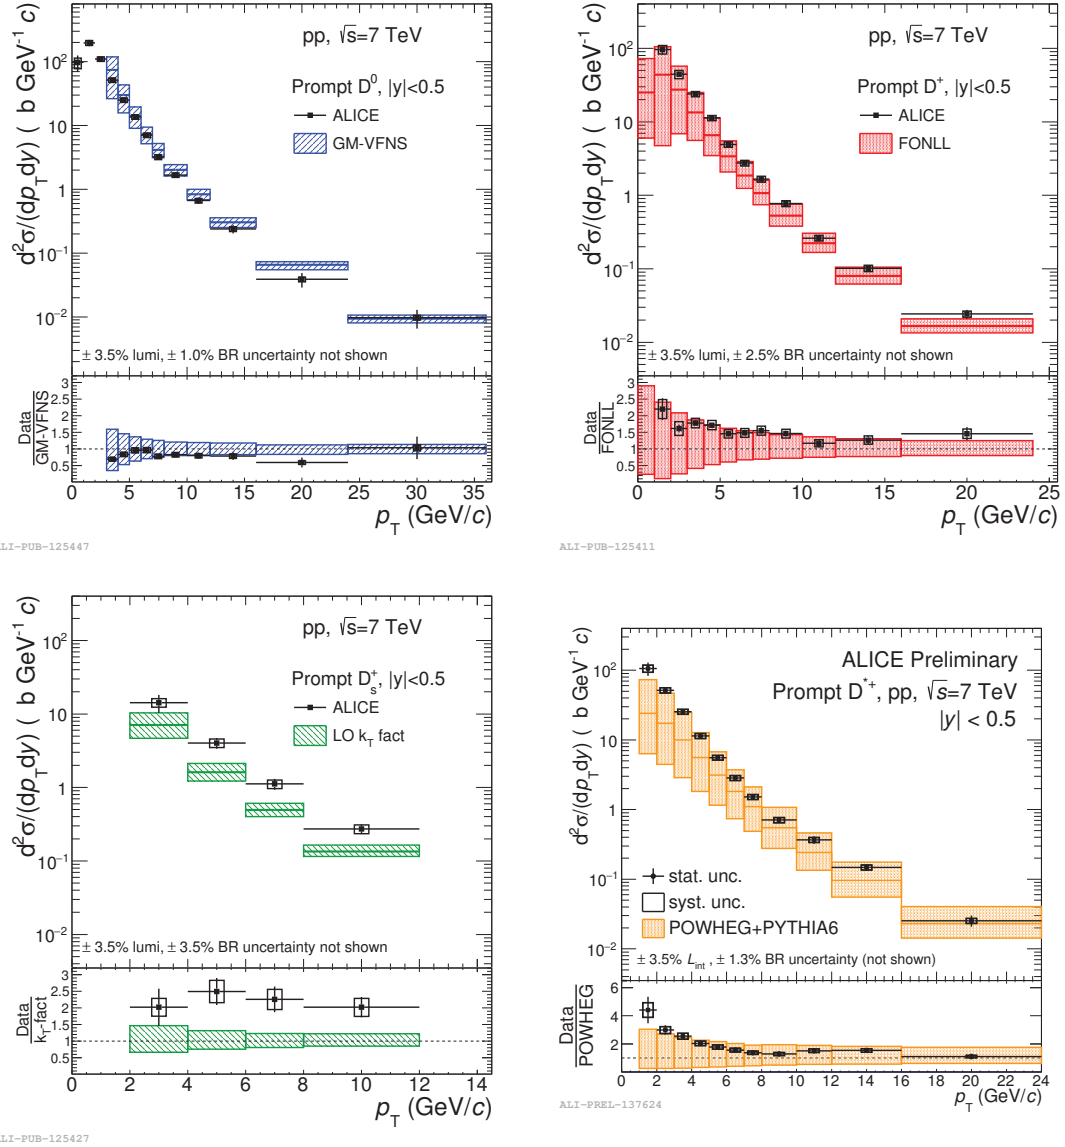 pp, √s=7 TeV
Prompt D⁰, |y|<0.5
ALICE
GM-VFNS
d²σ/(dp_T dy) ( b GeV⁻¹ c)
10²
10
1
10⁻¹
10⁻²
± 3.5% lumi, ± 1.0% BR uncertainty not shown
Data
GM-VFNS
3
2.5
2
1.5
1
0.5
0 5 10 15 20 25 30 35
p_T (GeV/c)
ALI-PUB-125447
pp, √s=7 TeV
Prompt D⁺, |y|<0.5
ALICE
FONLL
d²σ/(dp_T dy) ( b GeV⁻¹ c)
10²
10
1
10⁻¹
10⁻²
± 3.5% lumi, ± 2.5% BR uncertainty not shown
Data
FONLL
3
2.5
2
1.5
1
0.5
0 5 10 15 20 25
p_T (GeV/c)
ALI-PUB-125411
pp, √s=7 TeV
Prompt D_s⁺, |y|<0.5
ALICE
LO k_T fact
d²σ/(dp_T dy) ( b GeV⁻¹ c)
10²
10
1
10⁻¹
10⁻²
± 3.5% lumi, ± 3.5% BR uncertainty not shown
Data
k_T-fact
3
2.5
2
1.5
1
0.5
0 2 4 6 8 10 12 14
p_T (GeV/c)
ALI-PUB-125427
ALICE Preliminary
Prompt D*⁺, pp, √s=7 TeV
|y| < 0.5
d²σ/(dp_T dy) ( b GeV⁻¹ c)
10²
10
1
10⁻¹
10⁻²
stat. unc.
syst. unc.
POWHEG+PYTHIA6
± 3.5% L_int , ± 1.3% BR uncertainty (not shown)
Data
POWHEG
6
4
2
0 2 4 6 8 10 12 14 16 18 20 22 24
p_T (GeV/c)
ALI-PREL-137624